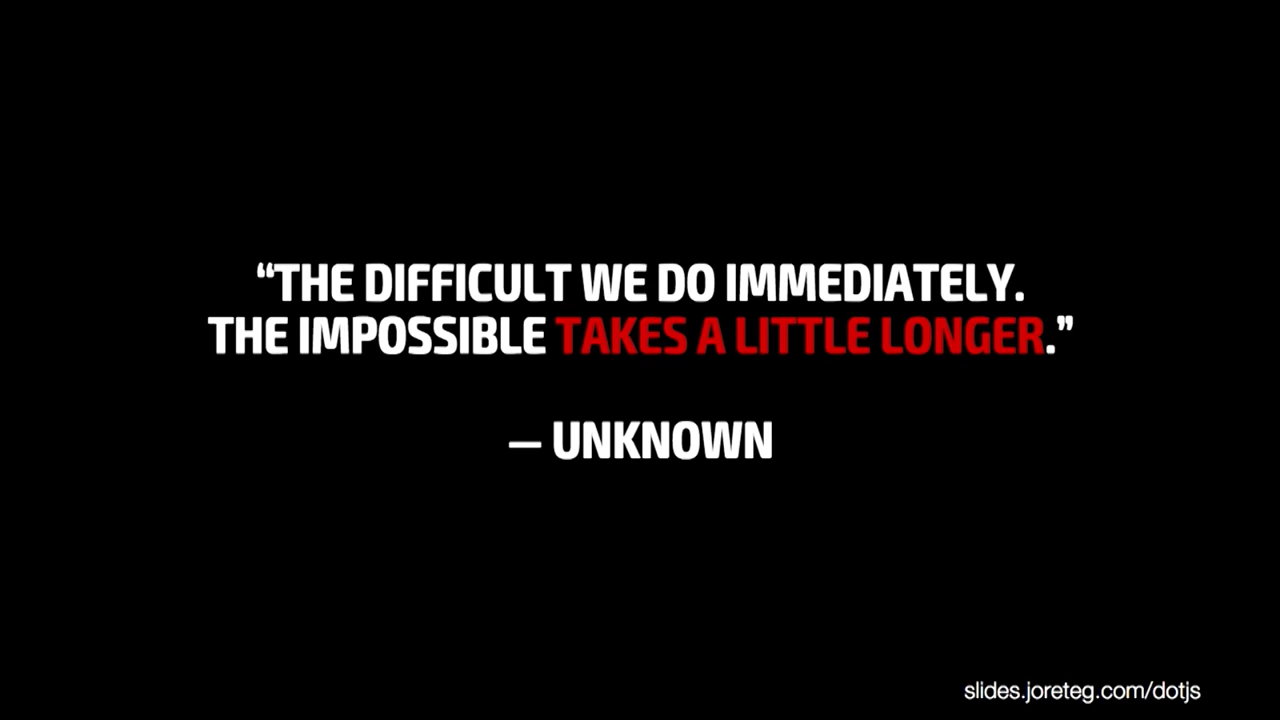 “THE DIFFICULT WE DO IMMEDIATELY.
THE IMPOSSIBLE TAKES A LITTLE LONGER.”
— UNKNOWN
slides.joreteg.com/dotjs